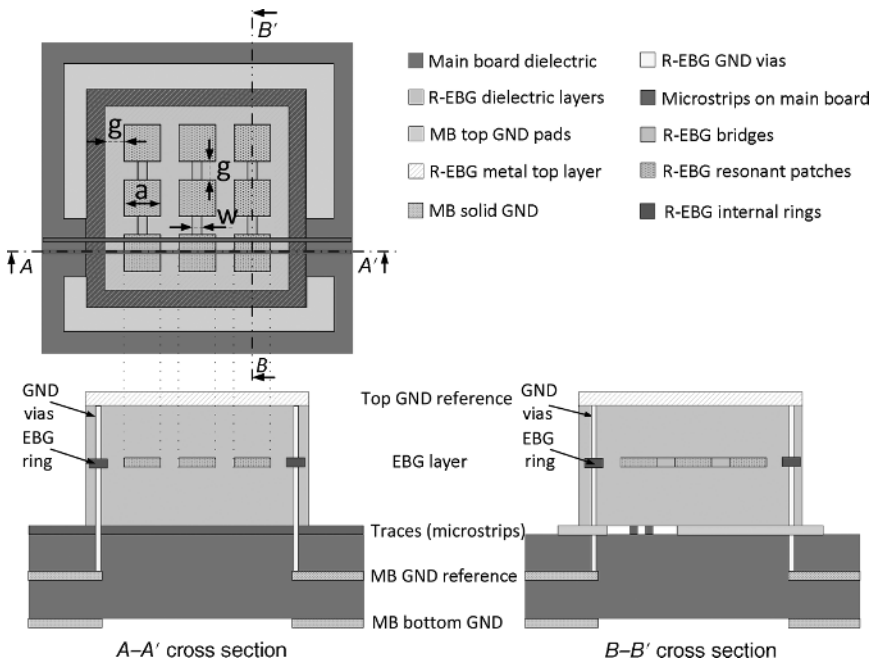 B'
g
g
a
w
A
A'
B
Main board dielectric
R-EBG dielectric layers
MB top GND pads
R-EBG metal top layer
MB solid GND
R-EBG GND vias
Microstrips on main board
R-EBG bridges
R-EBG resonant patches
R-EBG internal rings
GND
vias
EBG
ring
Top GND reference
EBG layer
Traces (microstrips)
MB GND reference
MB bottom GND
GND
vias
EBG
ring
A–A' cross section
B–B' cross section